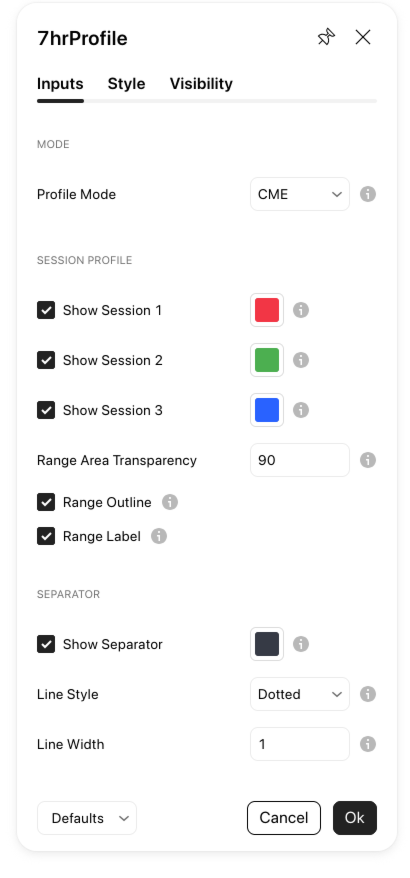 7hrProfile
Inputs Style Visibility
MODE
Profile Mode CME
SESSION PROFILE
Show Session 1
Show Session 2
Show Session 3
Range Area Transparency 90
Range Outline
Range Label
SEPARATOR
Show Separator
Line Style Dotted
Line Width 1
Defaults Cancel Ok